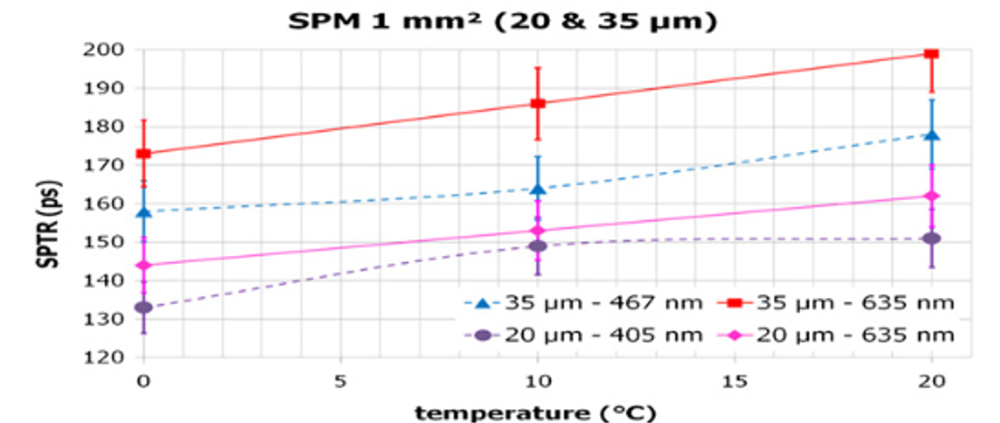 SPM 1 mm² (20 & 35 µm)
200
190
180
170
160
150
140
130
120
SPTR (ps)
35 µm - 467 nm
35 µm - 635 nm
20 µm - 405 nm
20 µm - 635 nm
0 5 10 15 20
temperature (°C)